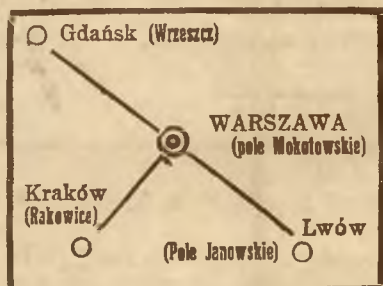 Gdańsk (Wrzeszcz)
WARSZAWA
(pole Mokotowskie)
Kraków
(Rakowice)
Lwów
(Pole Janowskie)